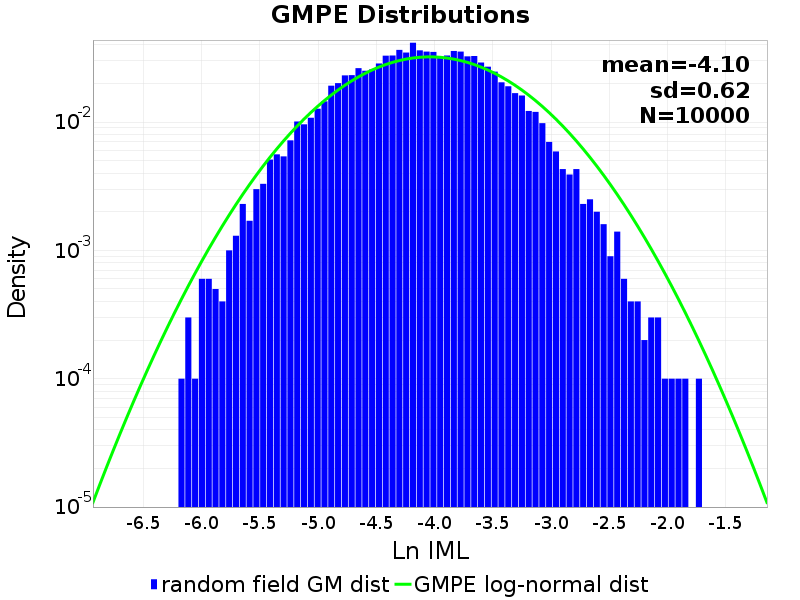 GMPE Distributions
mean=-4.10
sd=0.62
N=10000
Density
10-2
10-3
10-4
10-5
-6.5 -6.0 -5.5 -5.0 -4.5 -4.0 -3.5 -3.0 -2.5 -2.0 -1.5
Ln IML
random field GM dist GMPE log-normal dist